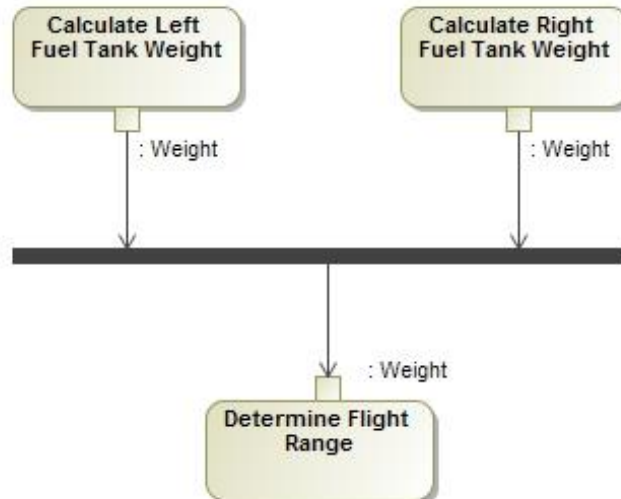 Calculate Left
Fuel Tank Weight
Calculate Right
Fuel Tank Weight
: Weight
: Weight
: Weight
Determine Flight
Range